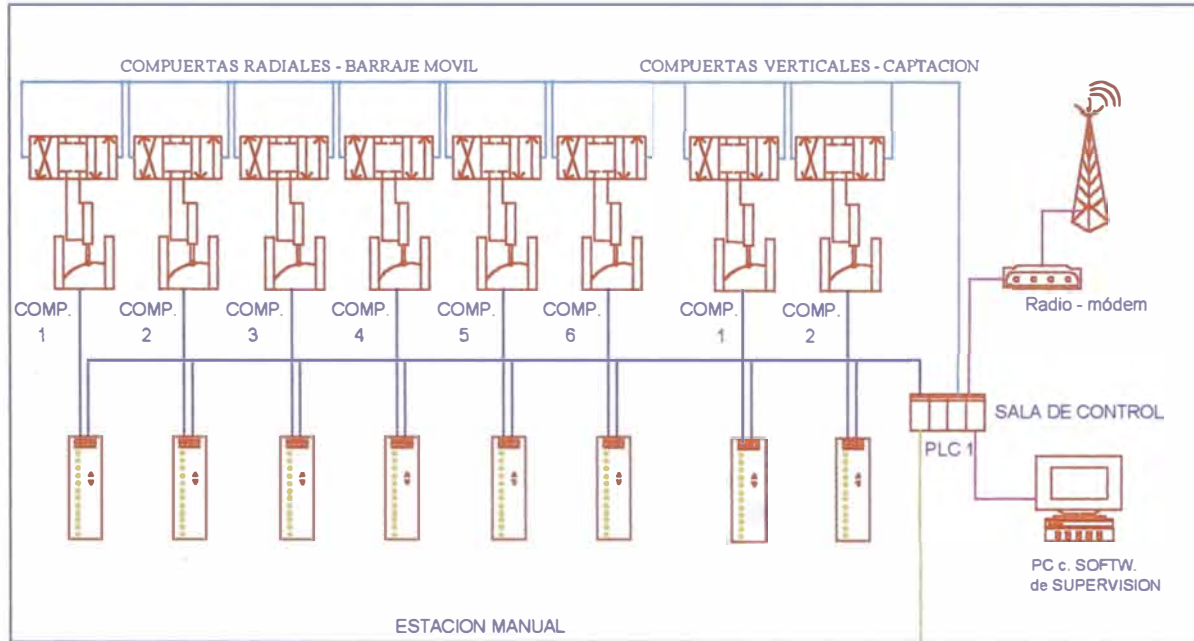 COMPUERTAS RADIALES - BARRAJE MOVIL
COMPUERTAS VERTICALES - CAPTACION
COMP.
1
COMP.
2
COMP.
3
COMP.
4
COMP.
5
COMP.
6
COMP.
1
COMP.
2
Radio - módem
SALA DE CONTROL
PLC 1
PC c. SOFTW.
de SUPERVISION
ESTACION MANUAL